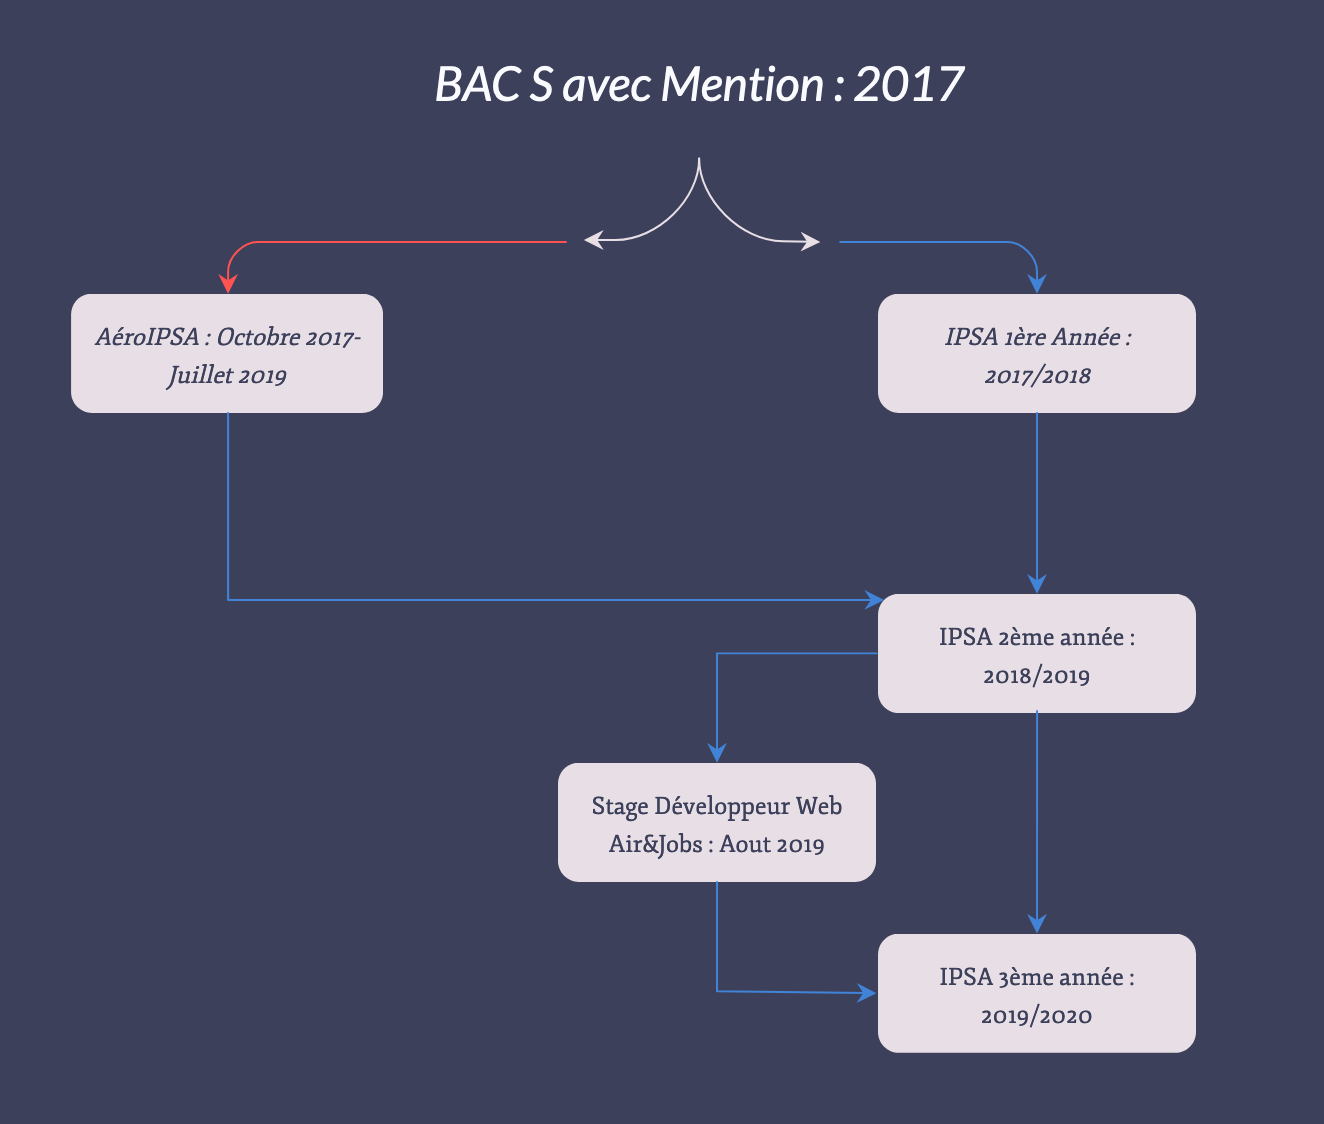 BAC S avec Mention : 2017
AéroIPSA : Octobre 2017-
Juillet 2019
IPSA 1ère Année :
2017/2018
IPSA 2ème année :
2018/2019
Stage Développeur Web
Air&Jobs : Aout 2019
IPSA 3ème année :
2019/2020